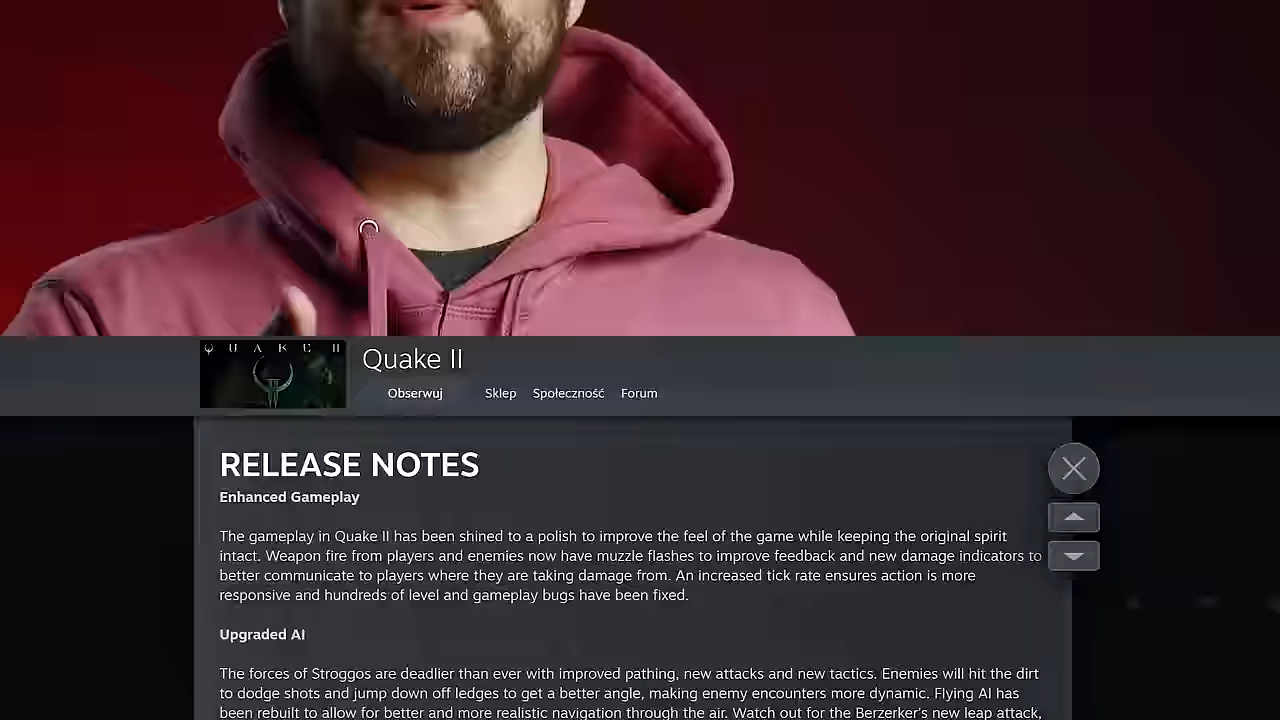 QUAKE II
Quake II
Obserwuj Sklep Społeczność Forum
RELEASE NOTES
Enhanced Gameplay
The gameplay in Quake II has been shined to a polish to improve the feel of the game while keeping the original spirit
intact. Weapon fire from players and enemies now have muzzle flashes to improve feedback and new damage indicators to
better communicate to players where they are taking damage from. An increased tick rate ensures action is more
responsive and hundreds of level and gameplay bugs have been fixed.
Upgraded AI
The forces of Stroggos are deadlier than ever with improved pathing, new attacks and new tactics. Enemies will hit the dirt
to dodge shots and jump down off ledges to get a better angle, making enemy encounters more dynamic. Flying AI has
been rebuilt to allow for better and more realistic navigation through the air. Watch out for the Berzerker's new leap attack,